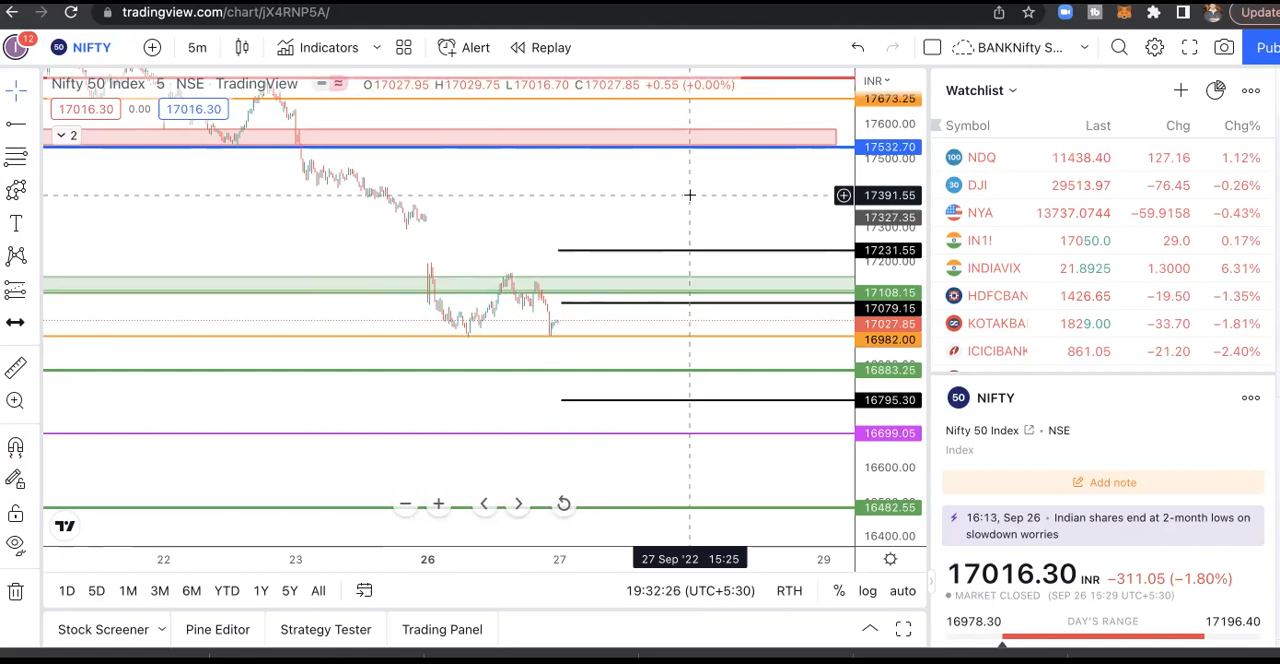 tradingview.com/chart/jX4RNP5A/
Update
12
50 NIFTY 5m Indicators Alert Replay BANKNifty S... Pub
Nifty 50 Index · 5 · NSE · TradingView O17027.95 H17029.75 L17016.70 C17027.85 +0.55 (+0.00%)
17016.30 0.00 17016.30
2
INR
17673.25
17600.00
17532.70
17500.00
17391.55
17327.35
17300.00
17231.55
17200.00
17108.15
17079.15
17027.85
16982.00
16883.25
16795.30
16699.05
16600.00
16482.55
16400.00
22 23 26 27 27 Sep '22 15:25 29
1D 5D 1M 3M 6M YTD 1Y 5Y All 19:32:26 (UTC+5:30) RTH % log auto
Stock Screener Pine Editor Strategy Tester Trading Panel
Watchlist
Symbol Last Chg Chg%
100 NDQ 11438.40 127.16 1.12%
30 DJI 29513.97 −76.45 −0.26%
NYA 13737.0744 −59.9158 −0.43%
IN1! 17050.0 29.0 0.17%
INDIAVIX 21.8925 1.3000 6.31%
HDFCBAN 1426.65 −19.50 −1.35%
KOTAKBA 1829.00 −33.70 −1.81%
ICICIBANK 861.05 −21.20 −2.40%
50 NIFTY
Nifty 50 Index · NSE
Index
Add note
16:13, Sep 26 · Indian shares end at 2-month lows on
slowdown worries
17016.30 INR −311.05 (−1.80%)
MARKET CLOSED (SEP 26 15:29 UTC+5:30)
16978.30 DAY'S RANGE 17196.40